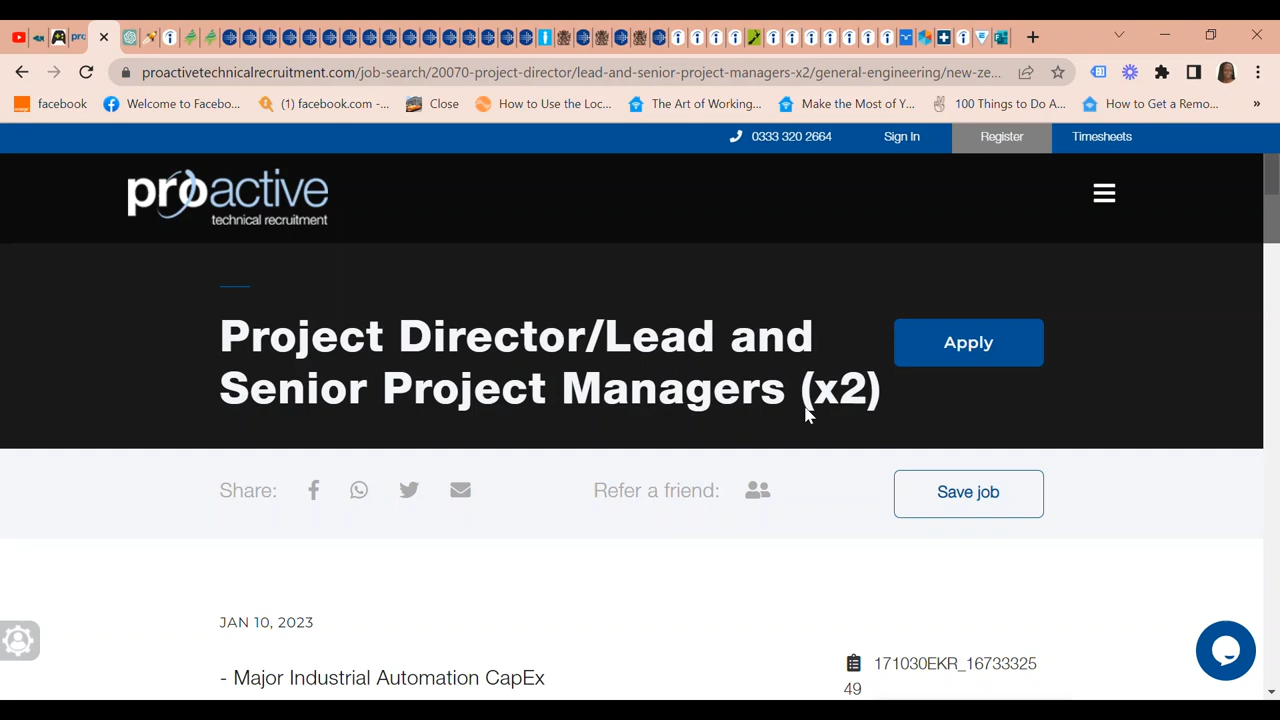 pro
proactivetechnicalrecruitment.com/job-search/20070-project-director/lead-and-senior-project-managers-x2/general-engineering/new-ze...
facebook
Welcome to Facebo...
(1) facebook.com -...
Close
How to Use the Loc...
The Art of Working...
Make the Most of Y...
100 Things to Do A...
How to Get a Remo...
»
0333 320 2664
Sign In
Register
Timesheets
proactive
technical recruitment
Project Director/Lead and
Senior Project Managers (x2)
Apply
Share:
Refer a friend:
Save job
JAN 10, 2023
- Major Industrial Automation CapEx
171030EKR_16733325
49